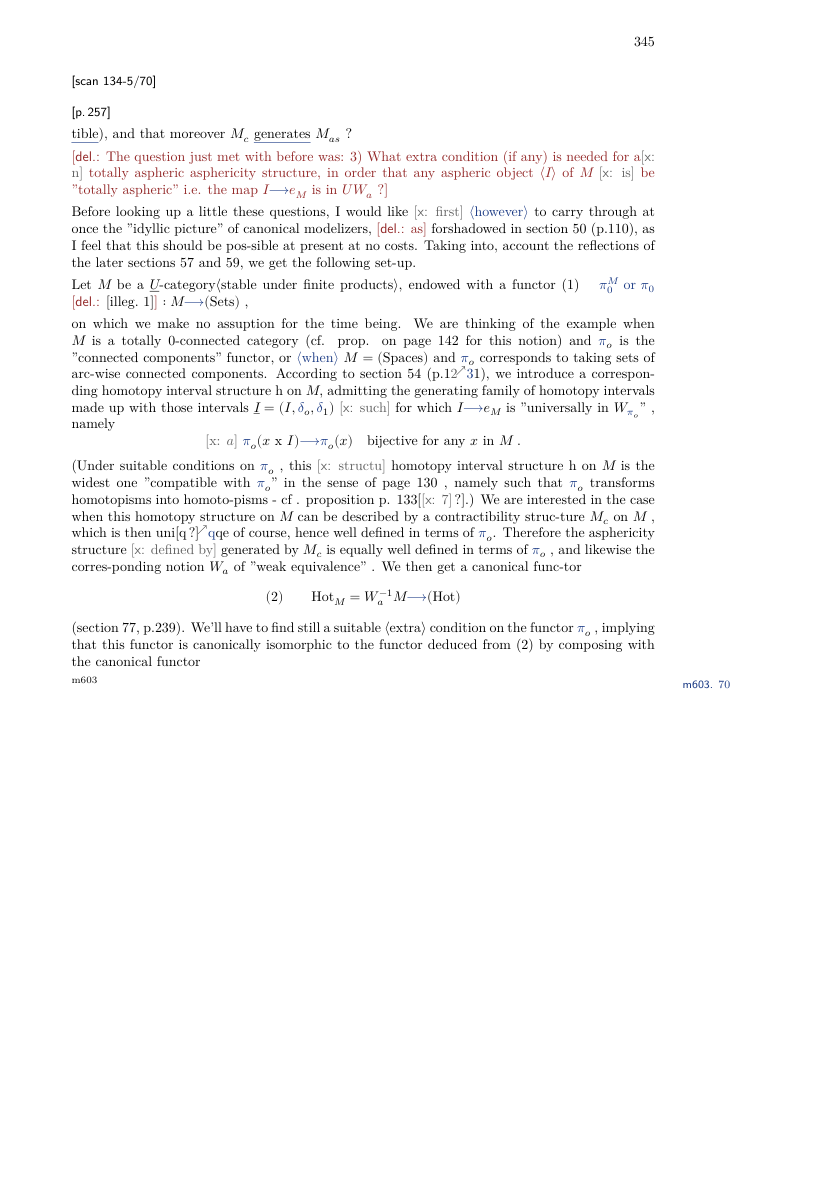 345
[scan 134-5/70]
[p. 257]
tible), and that moreover M_c generates M_as ?
[del.: The question just met with before was: 3) What extra condition (if any) is needed for a[x:
n] totally aspheric asphericity structure, in order that any aspheric object ⟨I⟩ of M [x: is] be
"totally aspheric" i.e. the map I⟶e_M is in UW_a ?]
Before looking up a little these questions, I would like [x: first] ⟨however⟩ to carry through at
once the "idyllic picture" of canonical modelizers, [del.: as] forshadowed in section 50 (p.110), as
I feel that this should be pos-sible at present at no costs. Taking into, account the reflections of
the later sections 57 and 59, we get the following set-up.
Let M be a U-category⟨stable under finite products⟩, endowed with a functor (1) π_0^M or π_0
[del.: [illeg. 1]] : M⟶(Sets) ,
on which we make no assuption for the time being. We are thinking of the example when
M is a totally 0-connected category (cf. prop. on page 142 for this notion) and π_o is the
"connected components" functor, or ⟨when⟩ M = (Spaces) and π_o corresponds to taking sets of
arc-wise connected components. According to section 54 (p.12↗31), we introduce a correspon-
ding homotopy interval structure h on M, admitting the generating family of homotopy intervals
made up with those intervals I = (I, δ_o, δ_1) [x: such] for which I⟶e_M is "universally in W_{π_o}" ,
namely
[x: a] π_o(x x I)⟶π_o(x) bijective for any x in M .
(Under suitable conditions on π_o , this [x: structu] homotopy interval structure h on M is the
widest one "compatible with π_o" in the sense of page 130 , namely such that π_o transforms
homotopisms into homoto-pisms - cf . proposition p. 133[[x: 7] ?].) We are interested in the case
when this homotopy structure on M can be described by a contractibility struc-ture M_c on M ,
which is then uni[q ?]↗qqe of course, hence well defined in terms of π_o. Therefore the asphericity
structure [x: defined by] generated by M_c is equally well defined in terms of π_o , and likewise the
corres-ponding notion W_a of "weak equivalence" . We then get a canonical func-tor
(2) Hot_M = W_a^{-1}M⟶(Hot)
(section 77, p.239). We'll have to find still a suitable ⟨extra⟩ condition on the functor π_o , implying
that this functor is canonically isomorphic to the functor deduced from (2) by composing with
the canonical functor
m603
m603. 70